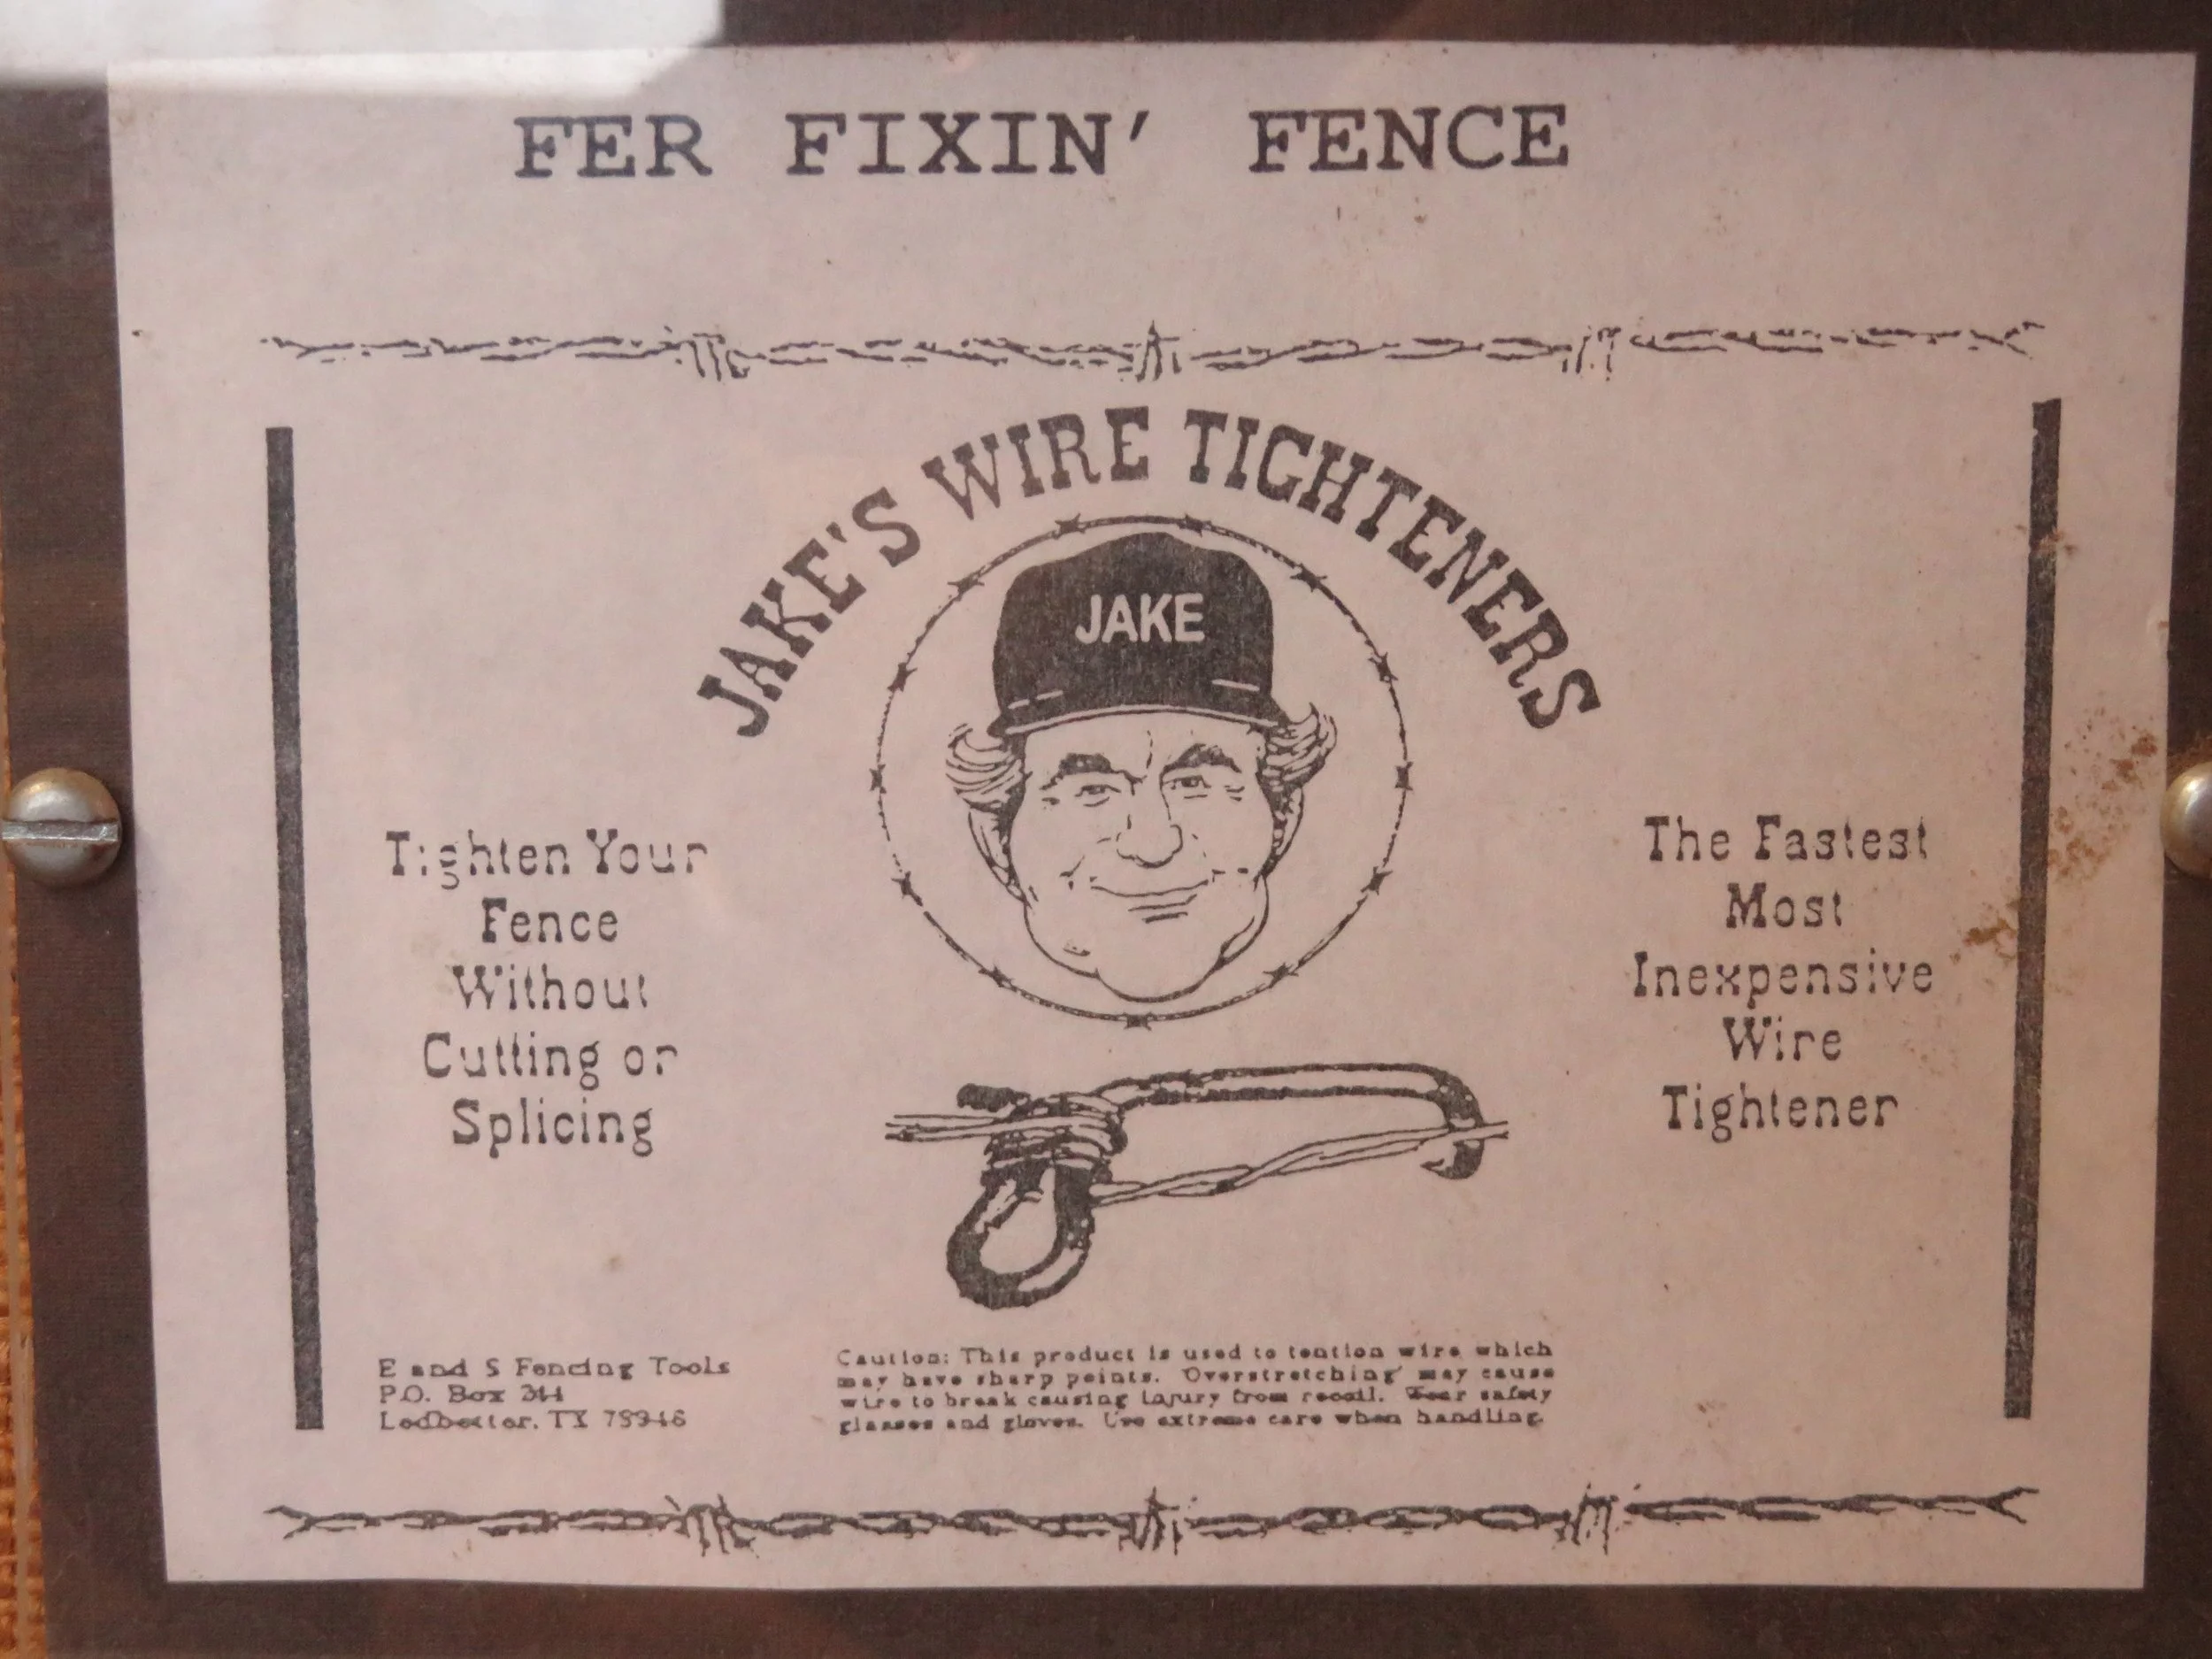 FER FIXIN' FENCE
JAKE'S WIRE TIGHTENERS
JAKE
Tighten Your
Fence
Without
Cutting or
Splicing
The Fastest
Most
Inexpensive
Wire
Tightener
E and S Fencing Tools
P.O. Box
Ledbetter, TX 78946
Caution: This product is used to tention wire which
may have sharp points. 'Overstretching' may cause
wire to break causing injury from recoil. Wear safety
glasses and gloves. Use extreme care when handling.